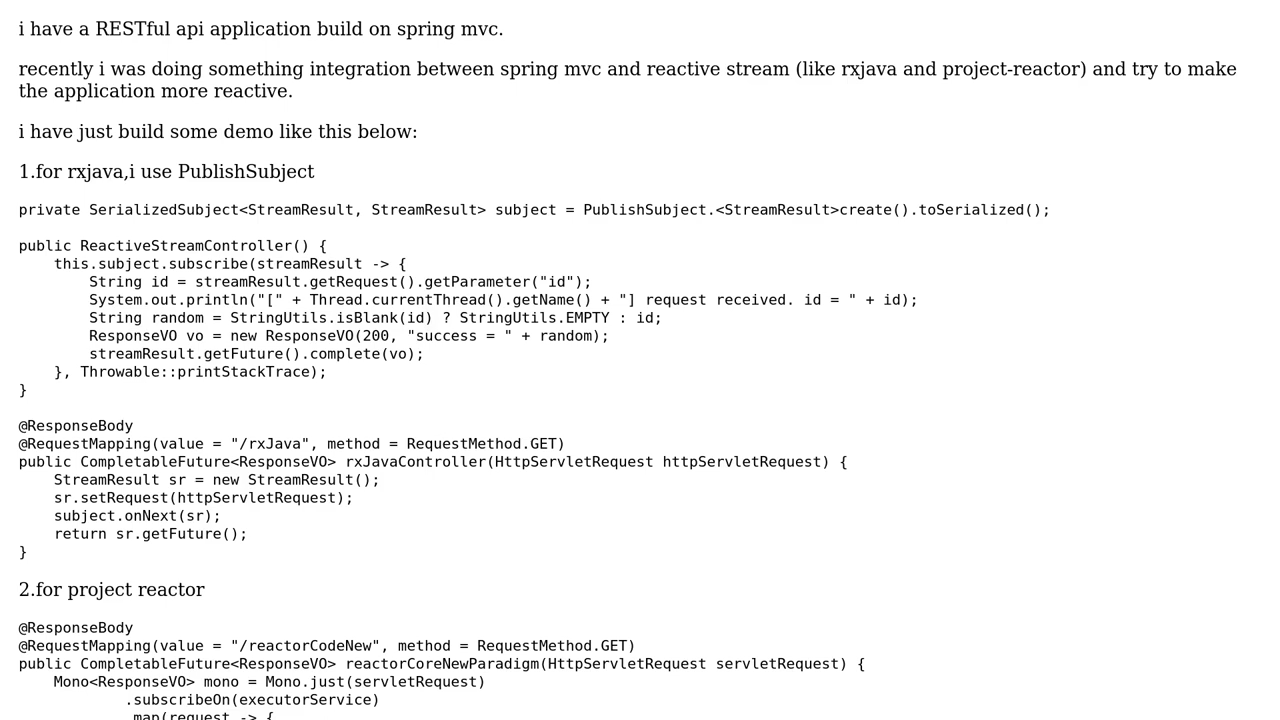 i have a RESTful api application build on spring mvc.
recently i was doing something integration between spring mvc and reactive stream (like rxjava and project-reactor) and try to make
the application more reactive.
i have just build some demo like this below:
1.for rxjava,i use PublishSubject
private SerializedSubject<StreamResult, StreamResult> subject = PublishSubject.<StreamResult>create().toSerialized();
public ReactiveStreamController() {
    this.subject.subscribe(streamResult -> {
        String id = streamResult.getRequest().getParameter("id");
        System.out.println("[" + Thread.currentThread().getName() + "] request received. id = " + id);
        String random = StringUtils.isBlank(id) ? StringUtils.EMPTY : id;
        ResponseVO vo = new ResponseVO(200, "success = " + random);
        streamResult.getFuture().complete(vo);
    }, Throwable::printStackTrace);
}
@ResponseBody
@RequestMapping(value = "/rxJava", method = RequestMethod.GET)
public CompletableFuture<ResponseVO> rxJavaController(HttpServletRequest httpServletRequest) {
    StreamResult sr = new StreamResult();
    sr.setRequest(httpServletRequest);
    subject.onNext(sr);
    return sr.getFuture();
}
2.for project reactor
@ResponseBody
@RequestMapping(value = "/reactorCodeNew", method = RequestMethod.GET)
public CompletableFuture<ResponseVO> reactorCoreNewParadigm(HttpServletRequest servletRequest) {
    Mono<ResponseVO> mono = Mono.just(servletRequest)
            .subscribeOn(executorService)
            .map(request -> {